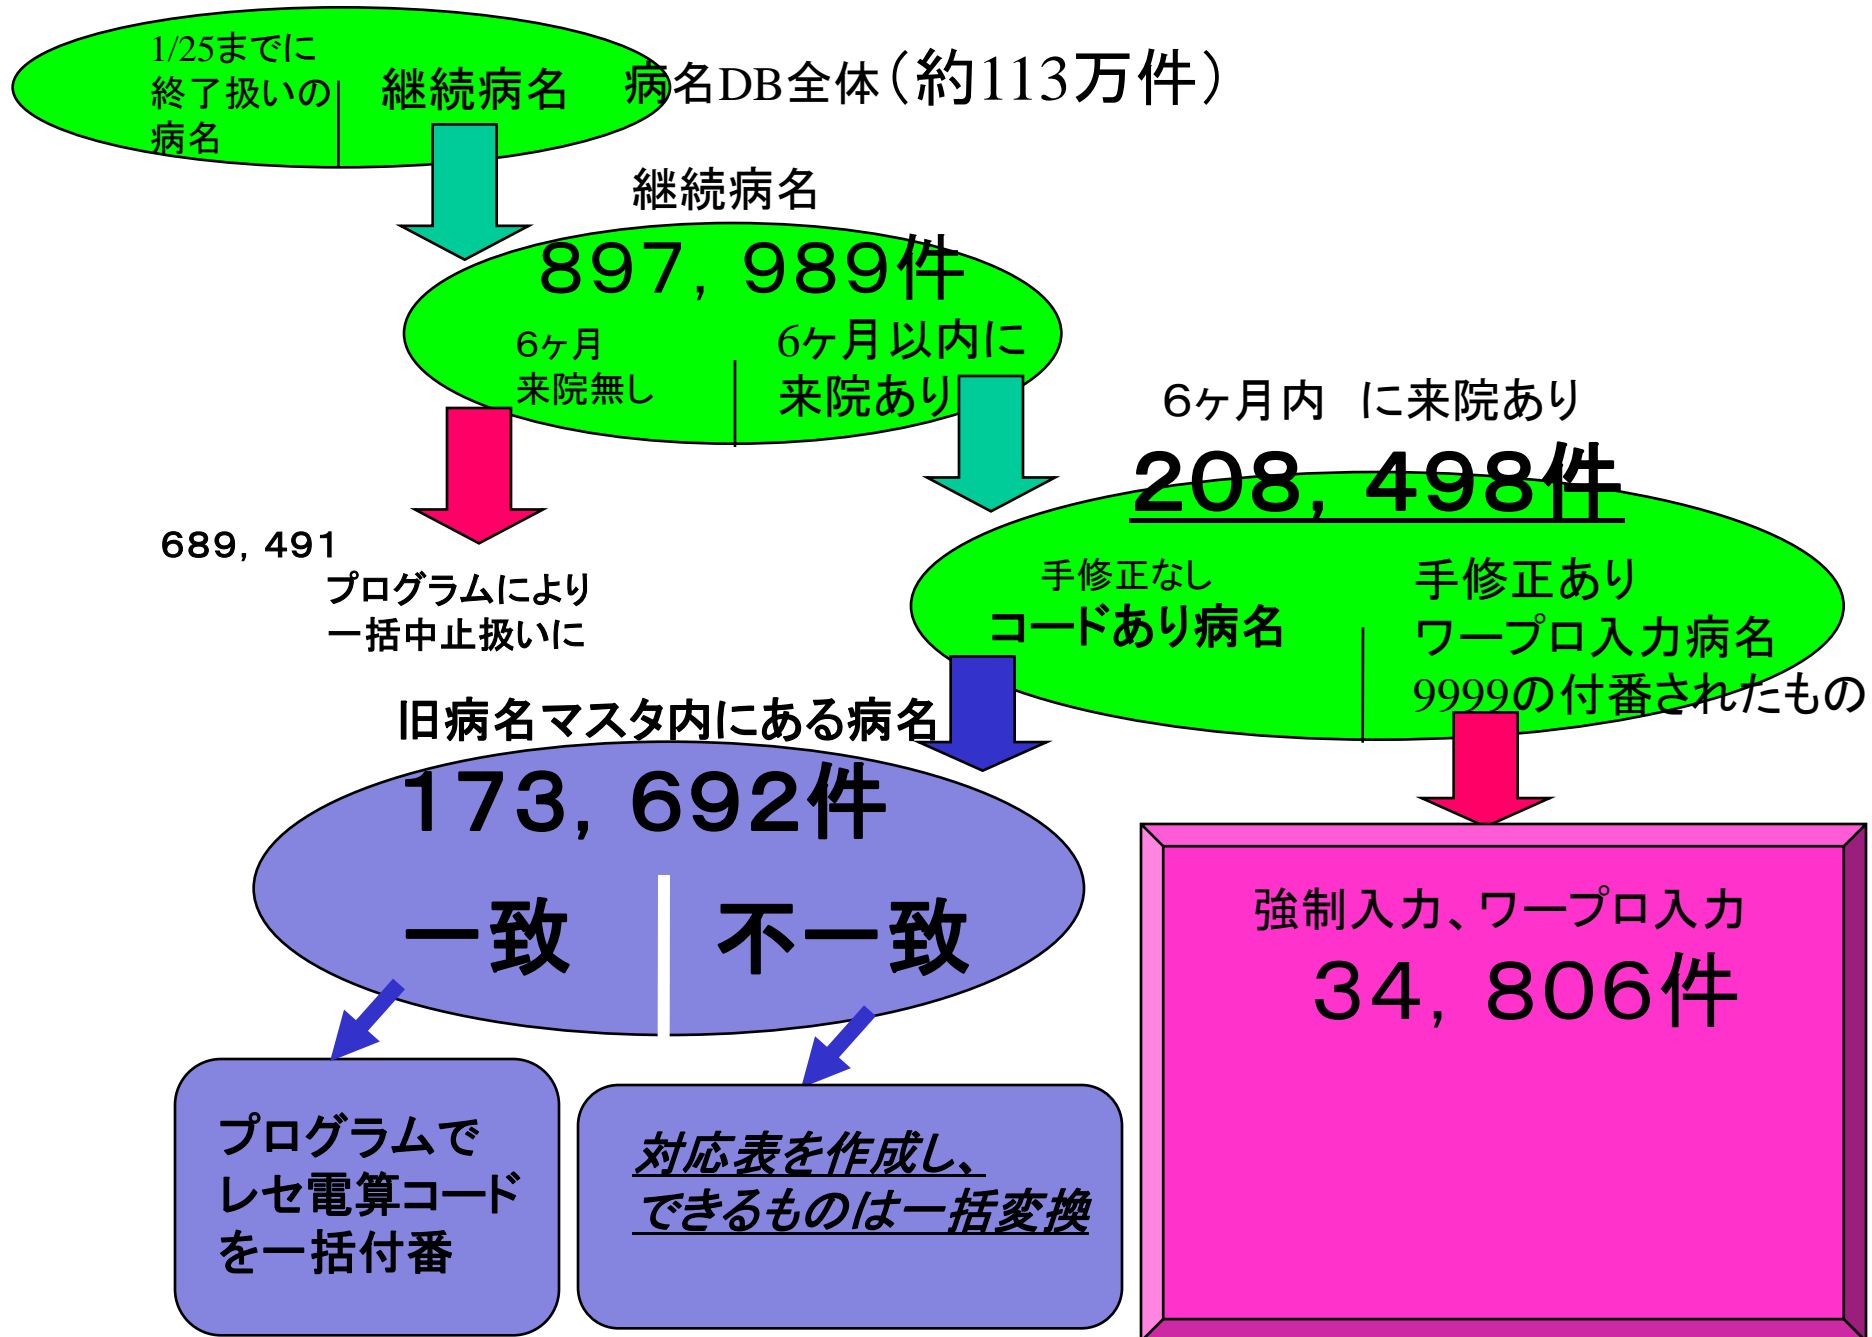 1/25までに
終了扱いの
病名
継続病名
病名DB全体（約113万件）
継続病名
897，989件
6ヶ月
来院無し
6ヶ月以内に
来院あり
6ヶ月内　に来院あり
208，498件
689，491
プログラムにより
一括中止扱いに
手修正なし
コードあり病名
手修正あり
ワープロ入力病名
9999の付番されたもの
旧病名マスタ内にある病名
173，692件
一致
不一致
強制入力、ワープロ入力
34，806件
プログラムで
レセ電算コード
を一括付番
対応表を作成し、
できるものは一括変換